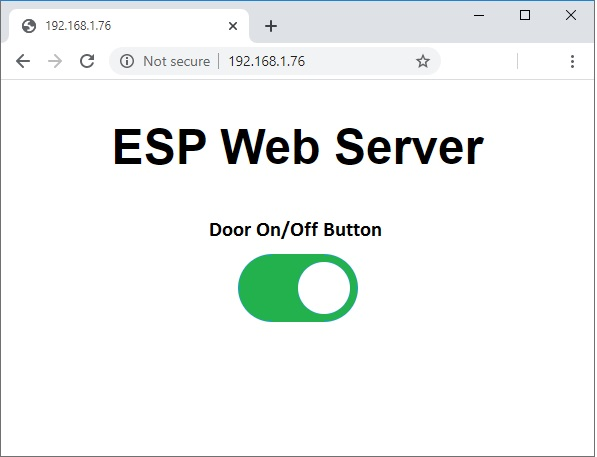 192.168.1.76
Not secure | 192.168.1.76
ESP Web Server
Door On/Off Button